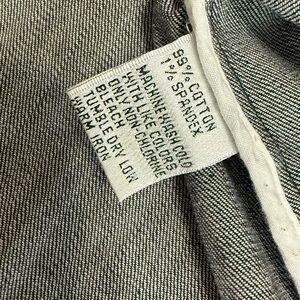 99% COTTON
1% SPANDEX
MACHINE WASH COLD
WITH LIKE COLORS
ONLY NON-CHLORINE
BLEACH
TUMBLE DRY LOW
WARM IRON